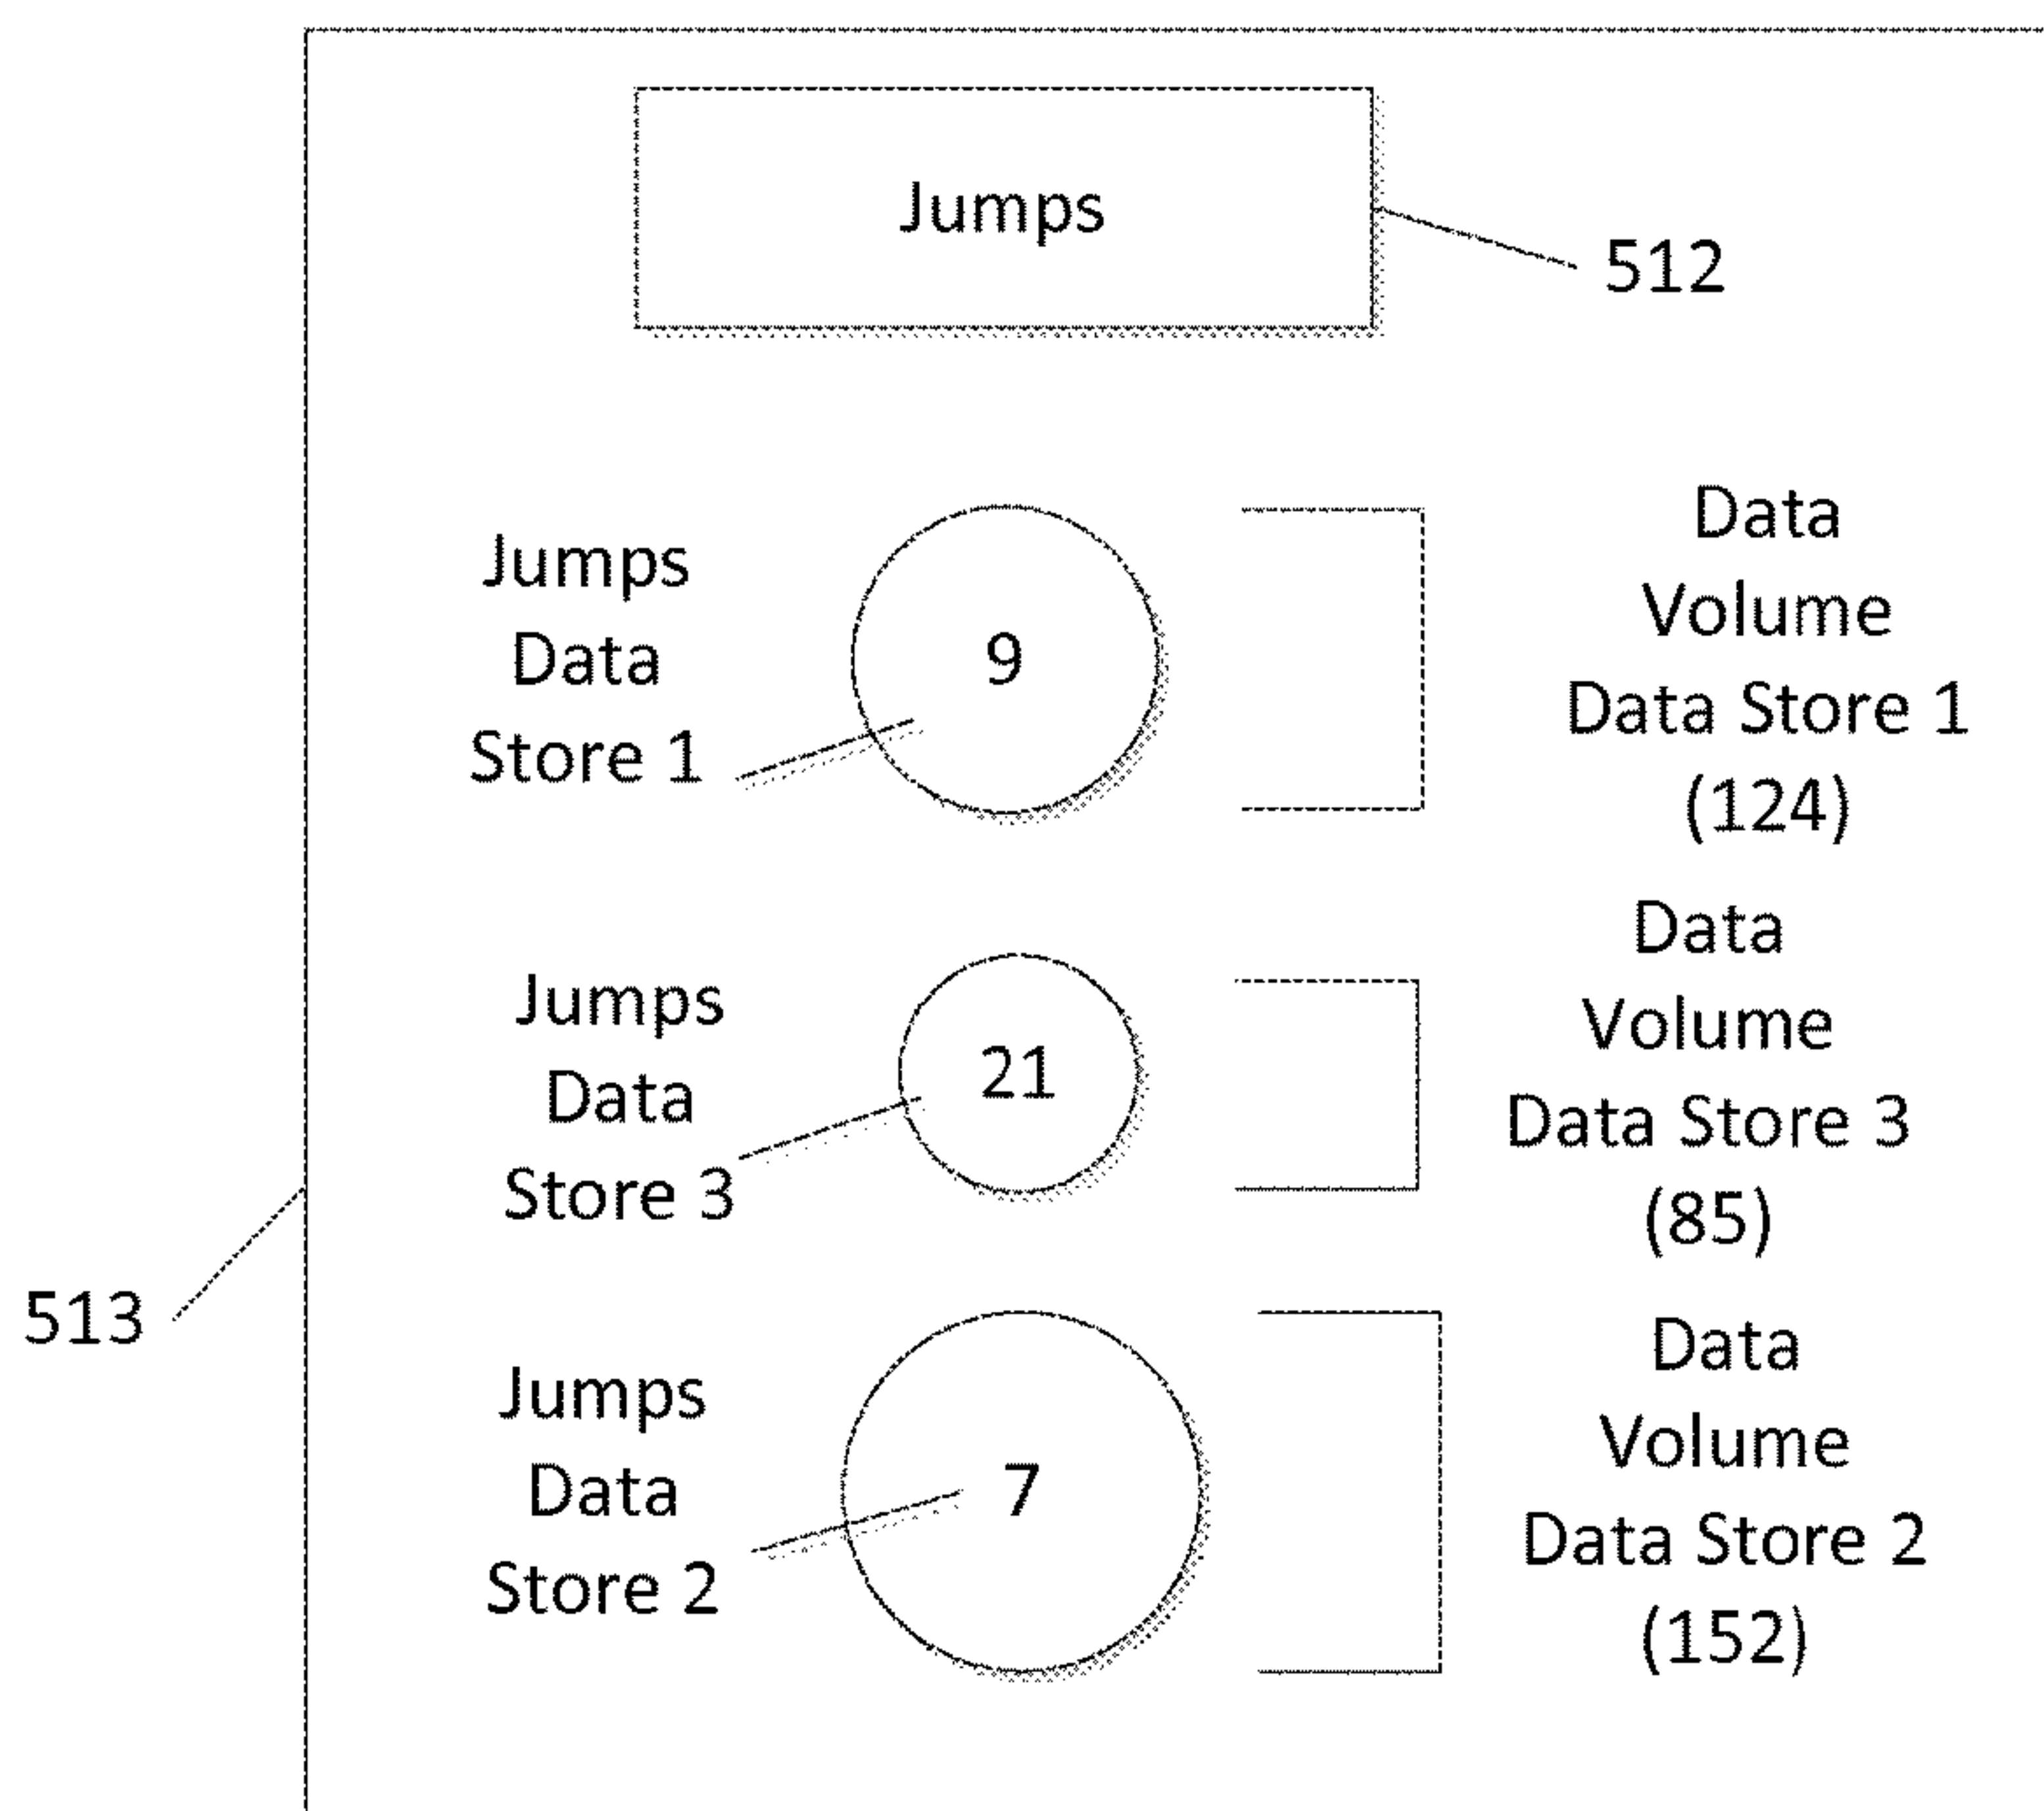 Jumps
512
Jumps
Data
Store 1
9
Data
Volume
Data Store 1
(124)
Jumps
Data
Store 3
21
Data
Volume
Data Store 3
(85)
513
Jumps
Data
Store 2
7
Data
Volume
Data Store 2
(152)